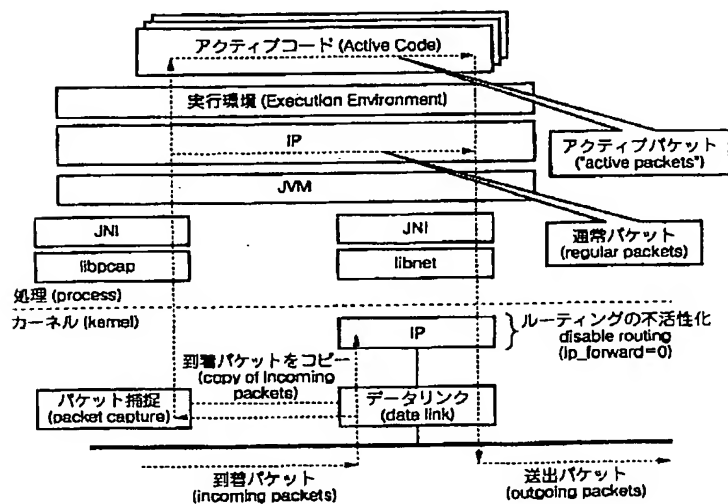 アクティブコード (Active Code)
実行環境 (Execution Environment)
IP
アクティブパケット
("active packets")
JVM
JNI
JNI
通常パケット
(regular packets)
libpcap
libnet
処理 (process)
カーネル (kernel)
IP
ルーティングの不活性化
disable routing
(ip_forward=0)
到着パケットをコピー
(copy of incoming
packets)
パケット捕捉
(packet capture)
データリンク
(date link)
到着パケット
(incoming packets)
送出パケット
(outgoing packets)